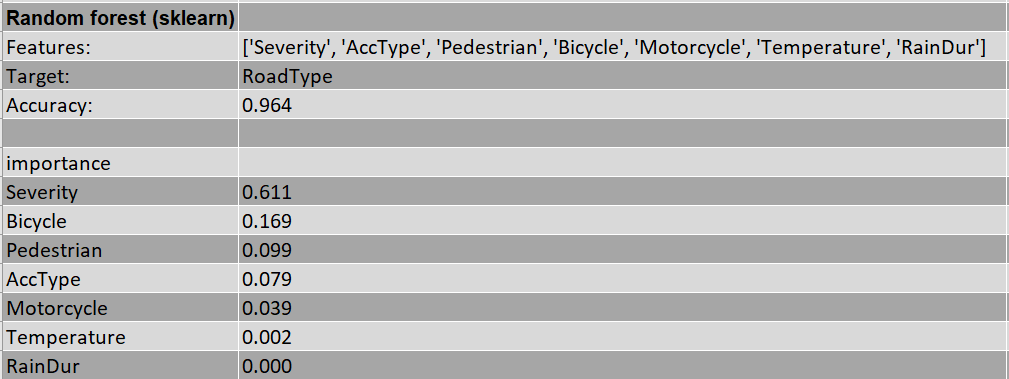 Random forest (sklearn)
Features: ['Severity', 'AccType', 'Pedestrian', 'Bicycle', 'Motorcycle', 'Temperature', 'RainDur']
Target: RoadType
Accuracy: 0.964
importance
Severity 0.611
Bicycle 0.169
Pedestrian 0.099
AccType 0.079
Motorcycle 0.039
Temperature 0.002
RainDur 0.000